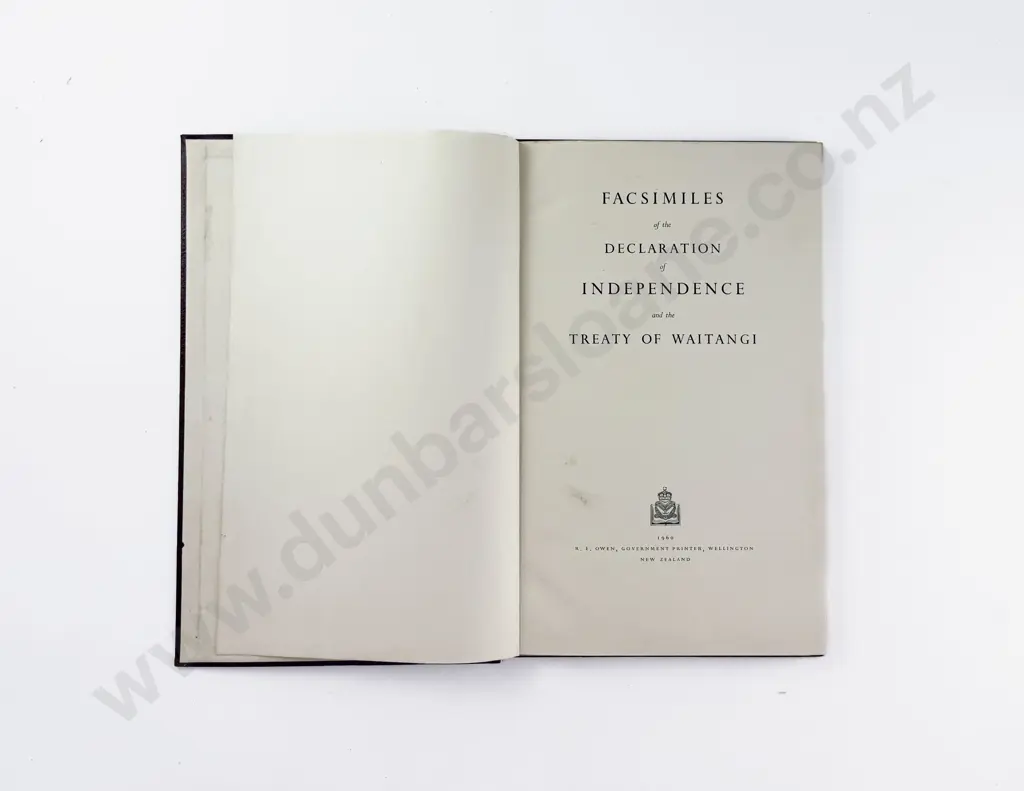 FACSIMILES
of the
DECLARATION
of
INDEPENDENCE
and the
TREATY OF WAITANGI
1960
R. E. OWEN, GOVERNMENT PRINTER, WELLINGTON
NEW ZEALAND
www.dunbarsloane.co.nz